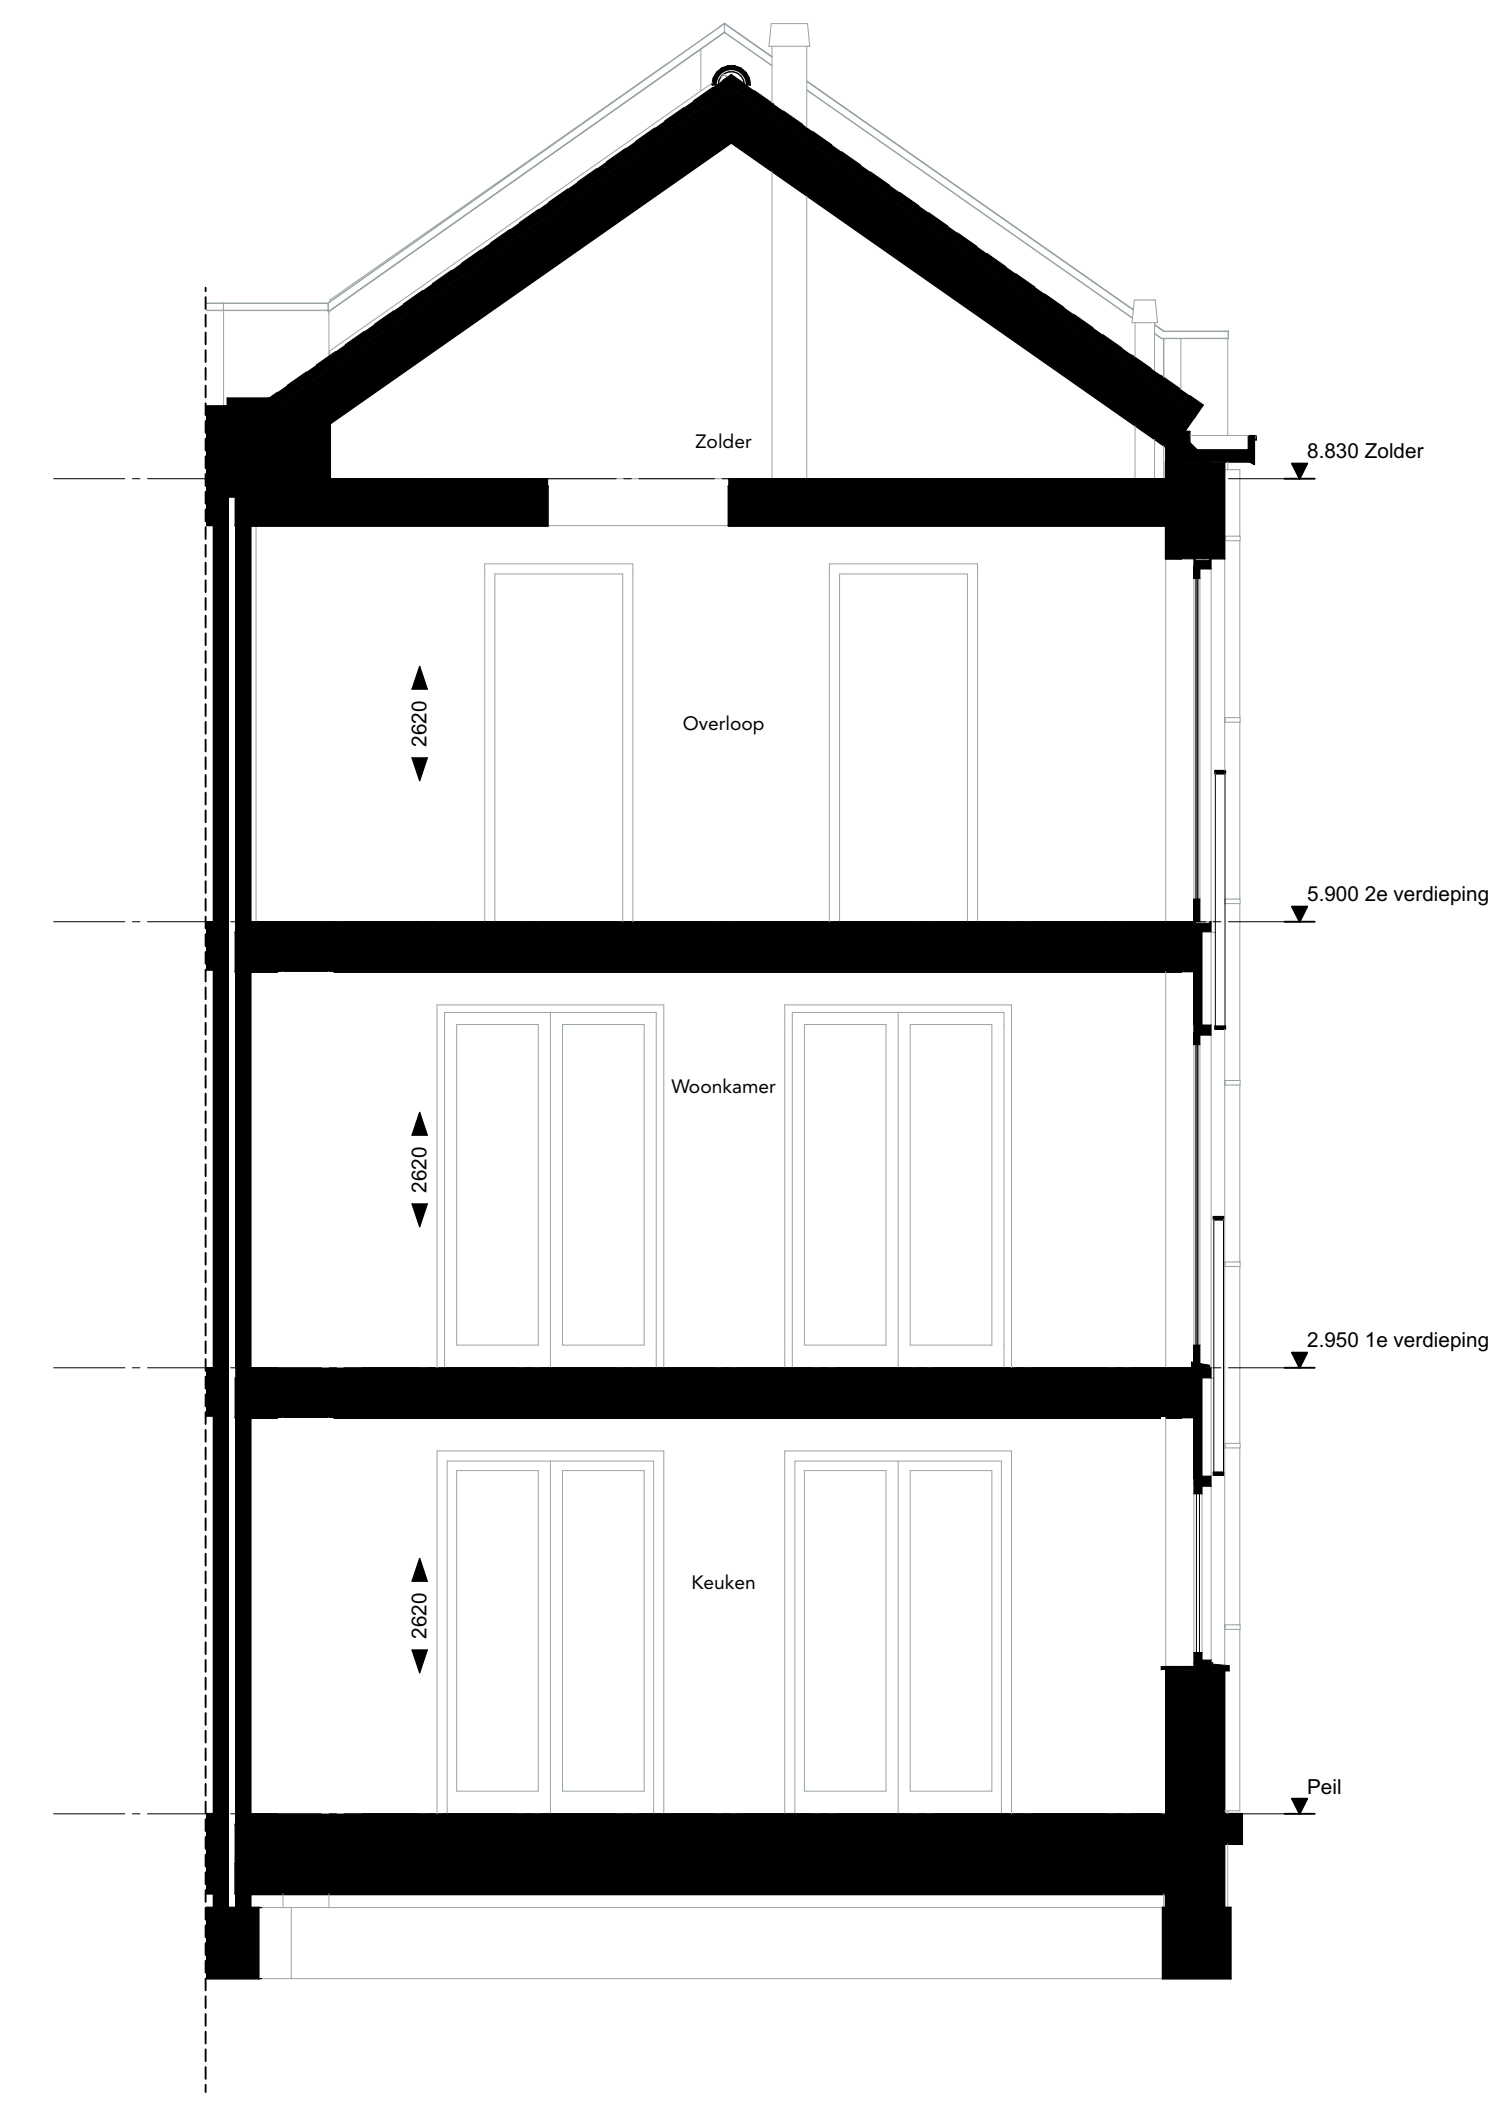 Zolder
8.830 Zolder
2620
Overloop
5.900 2e verdieping
Woonkamer
2620
2.950 1e verdieping
Keuken
2620
Peil